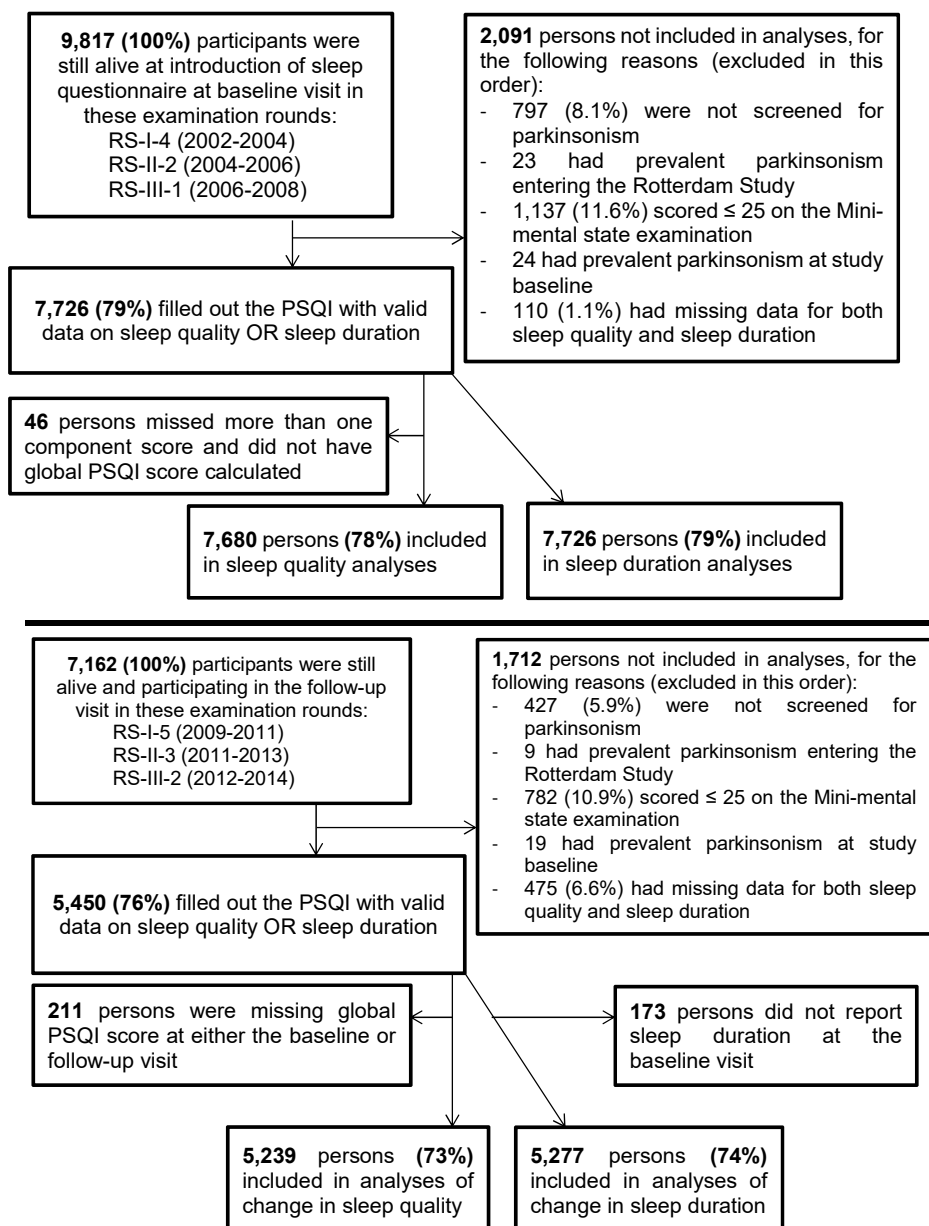 9,817 (100%) participants were
still alive at introduction of sleep
questionnaire at baseline visit in
these examination rounds:
RS-I-4 (2002-2004)
RS-II-2 (2004-2006)
RS-III-1 (2006-2008)
2,091 persons not included in analyses, for
the following reasons (excluded in this
order):
- 797 (8.1%) were not screened for
parkinsonism
- 23 had prevalent parkinsonism
entering the Rotterdam Study
- 1,137 (11.6%) scored ≤ 25 on the Mini-
mental state examination
- 24 had prevalent parkinsonism at study
baseline
- 110 (1.1%) had missing data for both
sleep quality and sleep duration
7,726 (79%) filled out the PSQI with valid
data on sleep quality OR sleep duration
46 persons missed more than one
component score and did not have
global PSQI score calculated
7,680 persons (78%) included
in sleep quality analyses
7,726 persons (79%) included
in sleep duration analyses
7,162 (100%) participants were still
alive and participating in the follow-up
visit in these examination rounds:
RS-I-5 (2009-2011)
RS-II-3 (2011-2013)
RS-III-2 (2012-2014)
1,712 persons not included in analyses, for the
following reasons (excluded in this order):
- 427 (5.9%) were not screened for
parkinsonism
- 9 had prevalent parkinsonism entering the
Rotterdam Study
- 782 (10.9%) scored ≤ 25 on the Mini-mental
state examination
- 19 had prevalent parkinsonism at study
baseline
- 475 (6.6%) had missing data for both sleep
quality and sleep duration
5,450 (76%) filled out the PSQI with valid
data on sleep quality OR sleep duration
211 persons were missing global
PSQI score at either the baseline or
follow-up visit
173 persons did not report
sleep duration at the
baseline visit
5,239 persons (73%)
included in analyses of
change in sleep quality
5,277 persons (74%)
included in analyses of
change in sleep duration